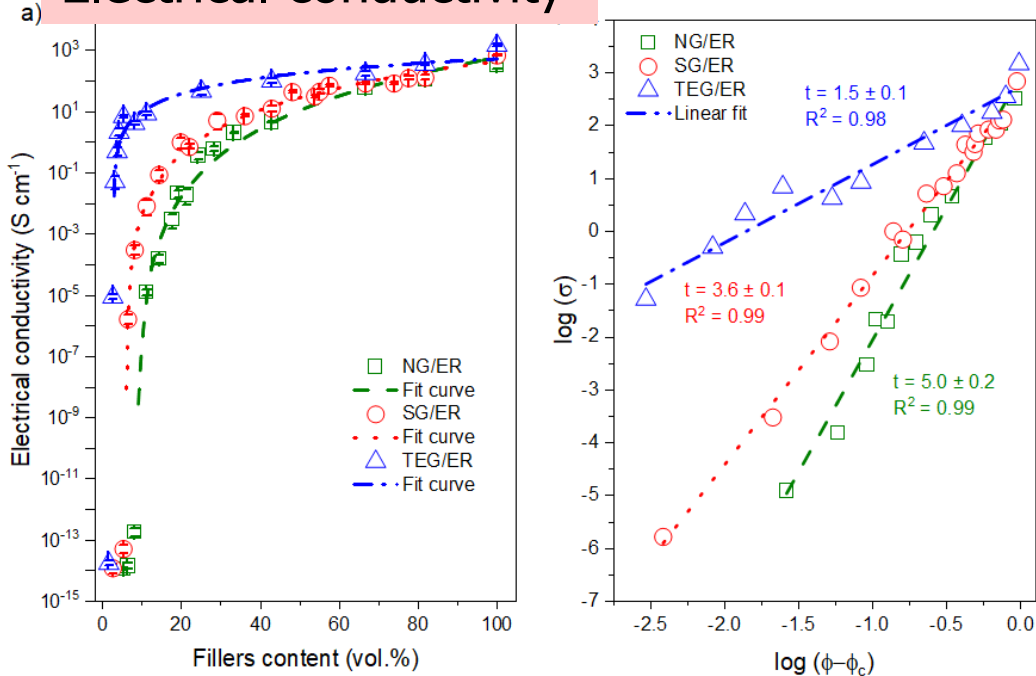 Electrical conductivity
a)
10³
10¹
10⁻¹
10⁻³
10⁻⁵
10⁻⁷
10⁻⁹
10⁻¹¹
10⁻¹³
10⁻¹⁵
Electrical conductivity (S cm⁻¹)
NG/ER
Fit curve
SG/ER
Fit curve
TEG/ER
Fit curve
0
20
40
60
80
100
Fillers content (vol.%)
4
3
2
1
0
-1
-2
-3
-4
-5
-6
-7
log (σ)
NG/ER
SG/ER
TEG/ER
Linear fit
t = 1.5 ± 0.1
R² = 0.98
t = 3.6 ± 0.1
R² = 0.99
t = 5.0 ± 0.2
R² = 0.99
-2.5
-2.0
-1.5
-1.0
-0.5
0.0
log (ϕ–ϕc)